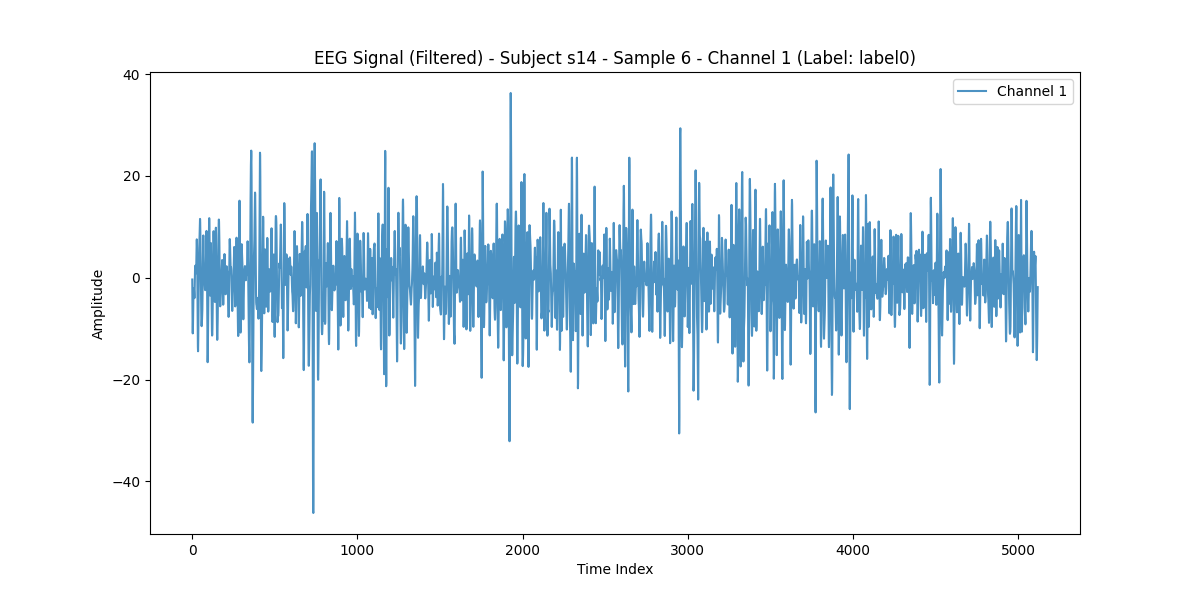 EEG Signal (Filtered) - Subject s14 - Sample 6 - Channel 1 (Label: label0)
Channel 1
40
20
0
−20
−40
Amplitude
0 1000 2000 3000 4000 5000
Time Index